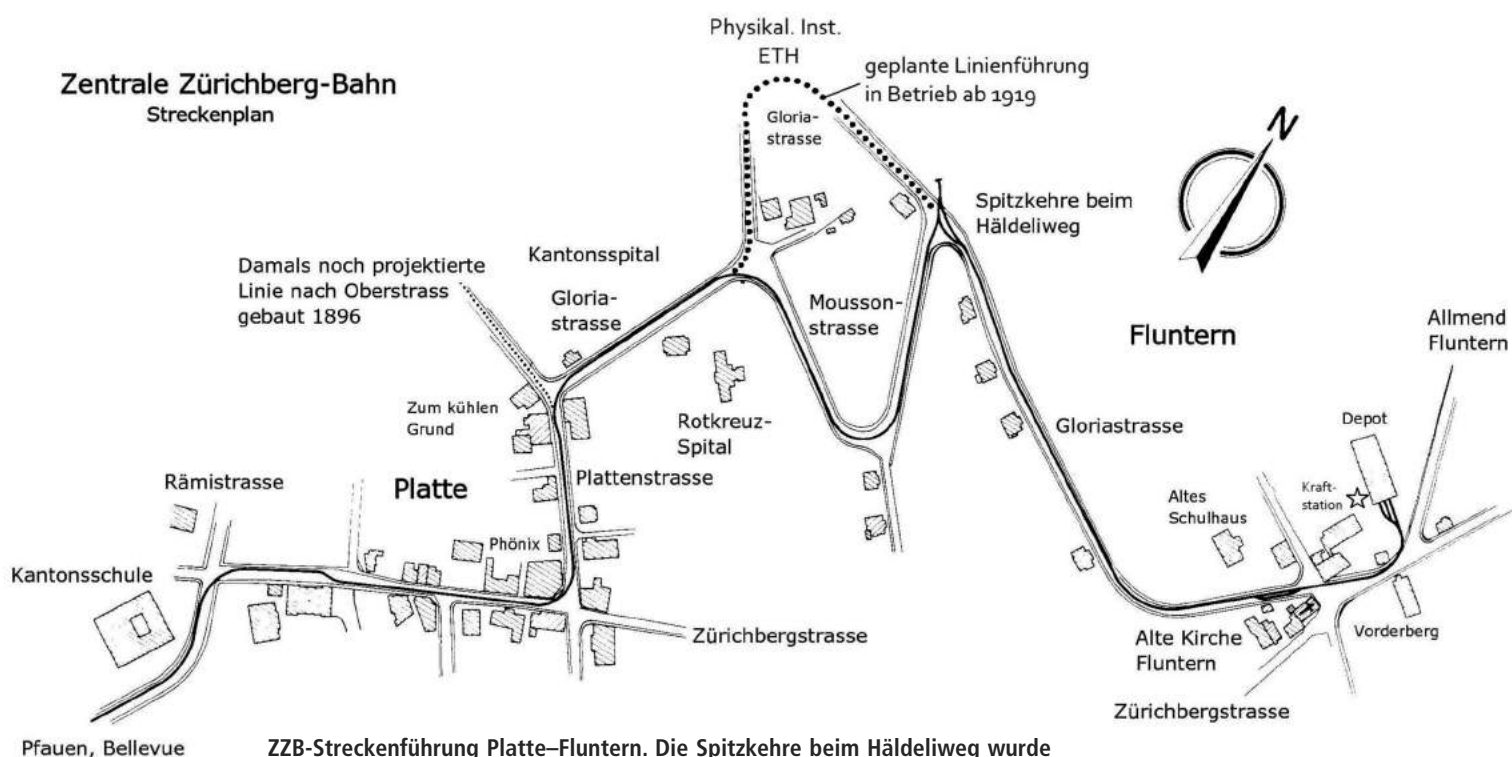 Zentrale Zürichberg-Bahn
Streckenplan
Physikal. Inst.
ETH
geplante Linienführung
in Betrieb ab 1919
Gloria-
strasse
N
Spitzkehre beim
Häldeliweg
Kantonsspital
Damals noch projektierte
Linie nach Oberstrass
gebaut 1896
Gloria-
strasse
Mousson-
strasse
Fluntern
Allmend
Fluntern
Zum kühlen
Grund
Rotkreuz-
Spital
Gloriastrasse
Depot
Rämistrasse
Platte
Plattenstrasse
Altes
Schulhaus
Kraft-
station
Phönix
Kantonsschule
Zürichbergstrasse
Alte Kirche
Fluntern
Vorderberg
Zürichbergstrasse
Pfauen, Bellevue
ZZB-Streckenführung Platte–Fluntern. Die Spitzkehre beim Häldeliweg wurde